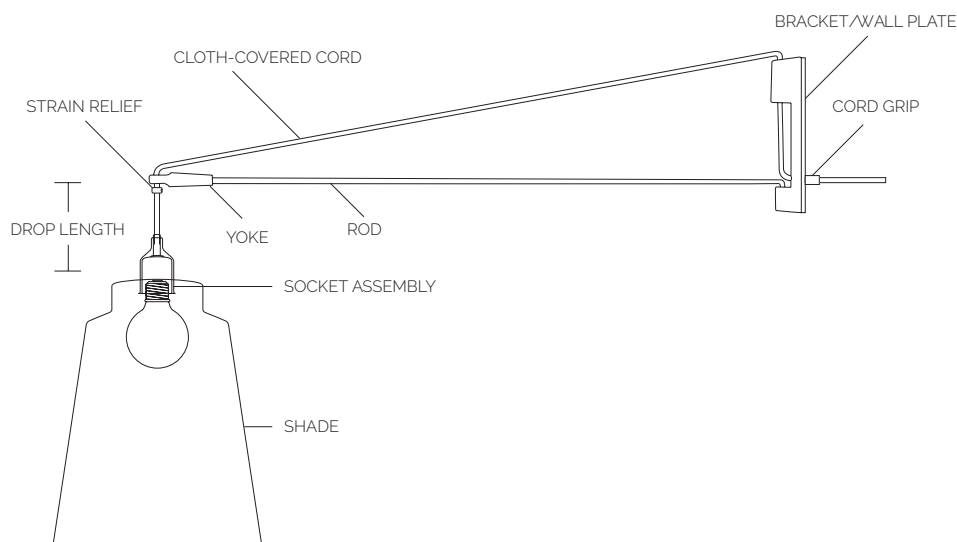 BRACKET/WALL PLATE
CLOTH-COVERED CORD
STRAIN RELIEF
CORD GRIP
DROP LENGTH
YOKE
ROD
SOCKET ASSEMBLY
SHADE